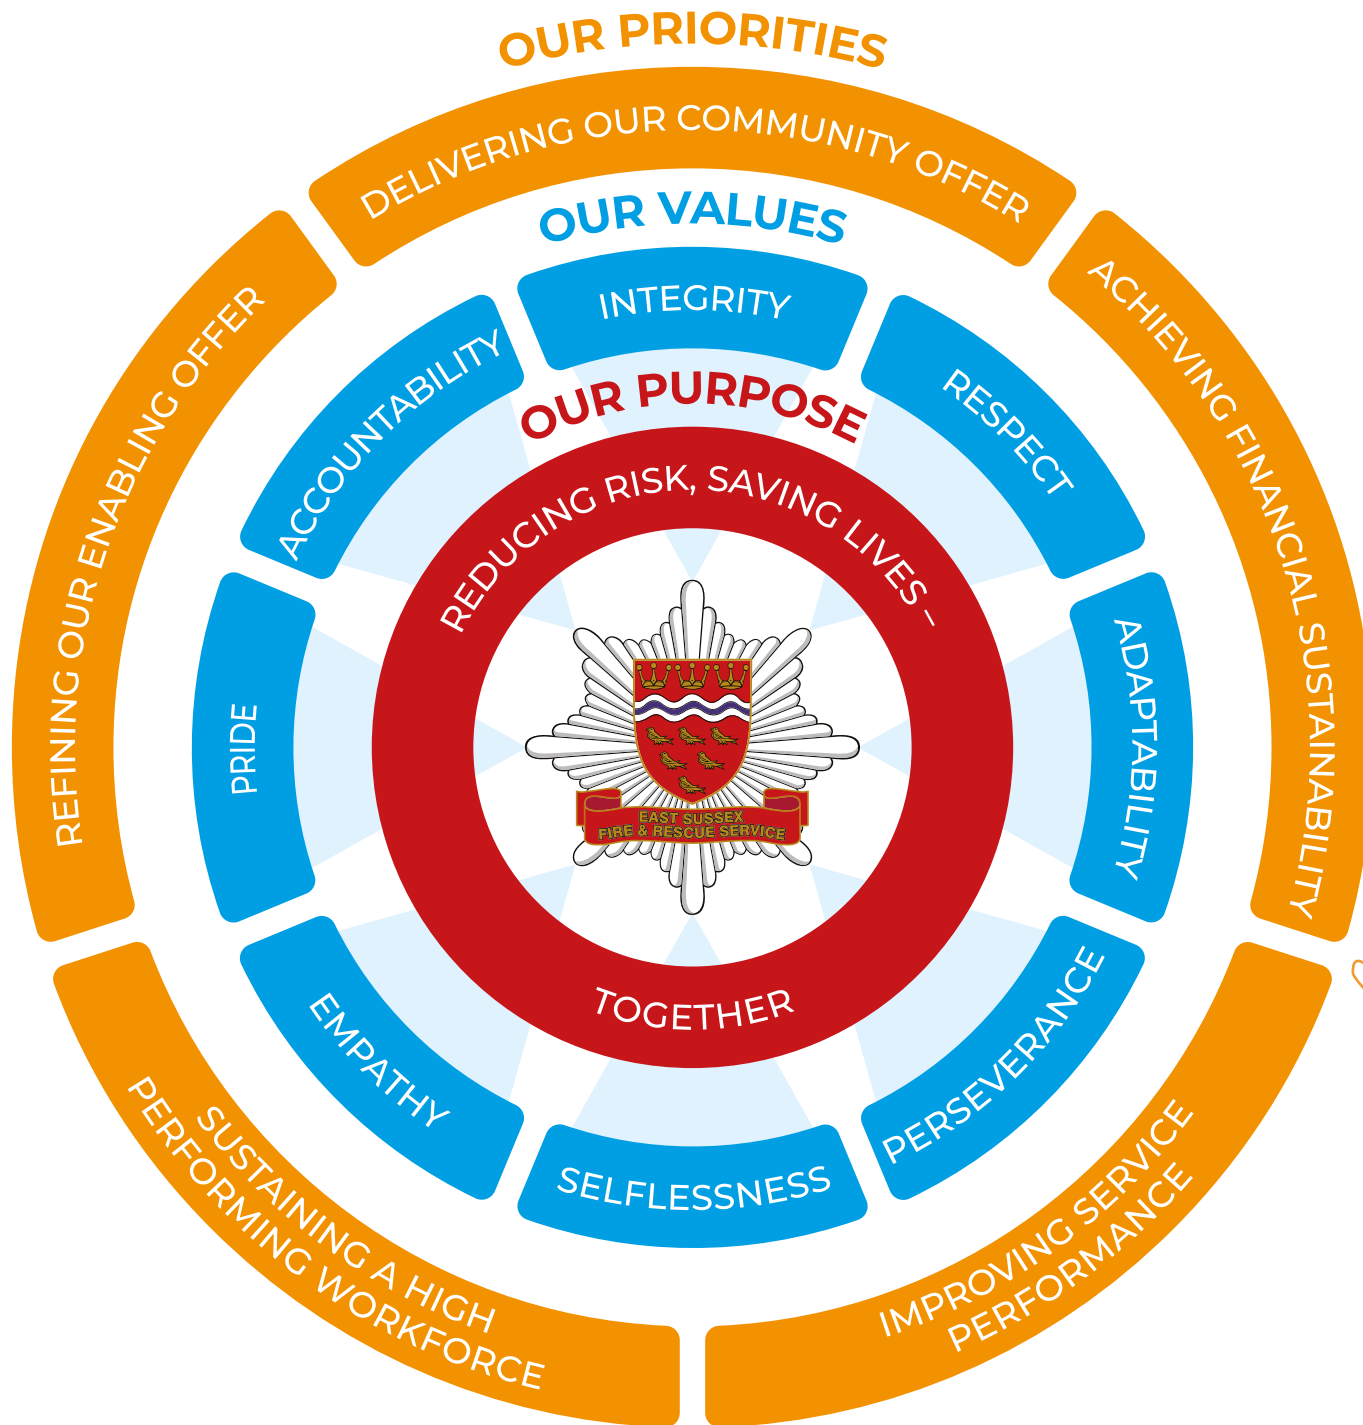 OUR PRIORITIES
DELIVERING OUR COMMUNITY OFFER
ACHIEVING FINANCIAL SUSTAINABILITY
IMPROVING SERVICE
PERFORMANCE
SUSTAINING A HIGH
PERFORMING WORKFORCE
REFINING OUR ENABLING OFFER
OUR VALUES
INTEGRITY
RESPECT
ADAPTABILITY
PERSEVERANCE
SELFLESSNESS
EMPATHY
PRIDE
ACCOUNTABILITY
OUR PURPOSE
REDUCING RISK, SAVING LIVES –
TOGETHER
EAST SUSSEX
FIRE & RESCUE SERVICE